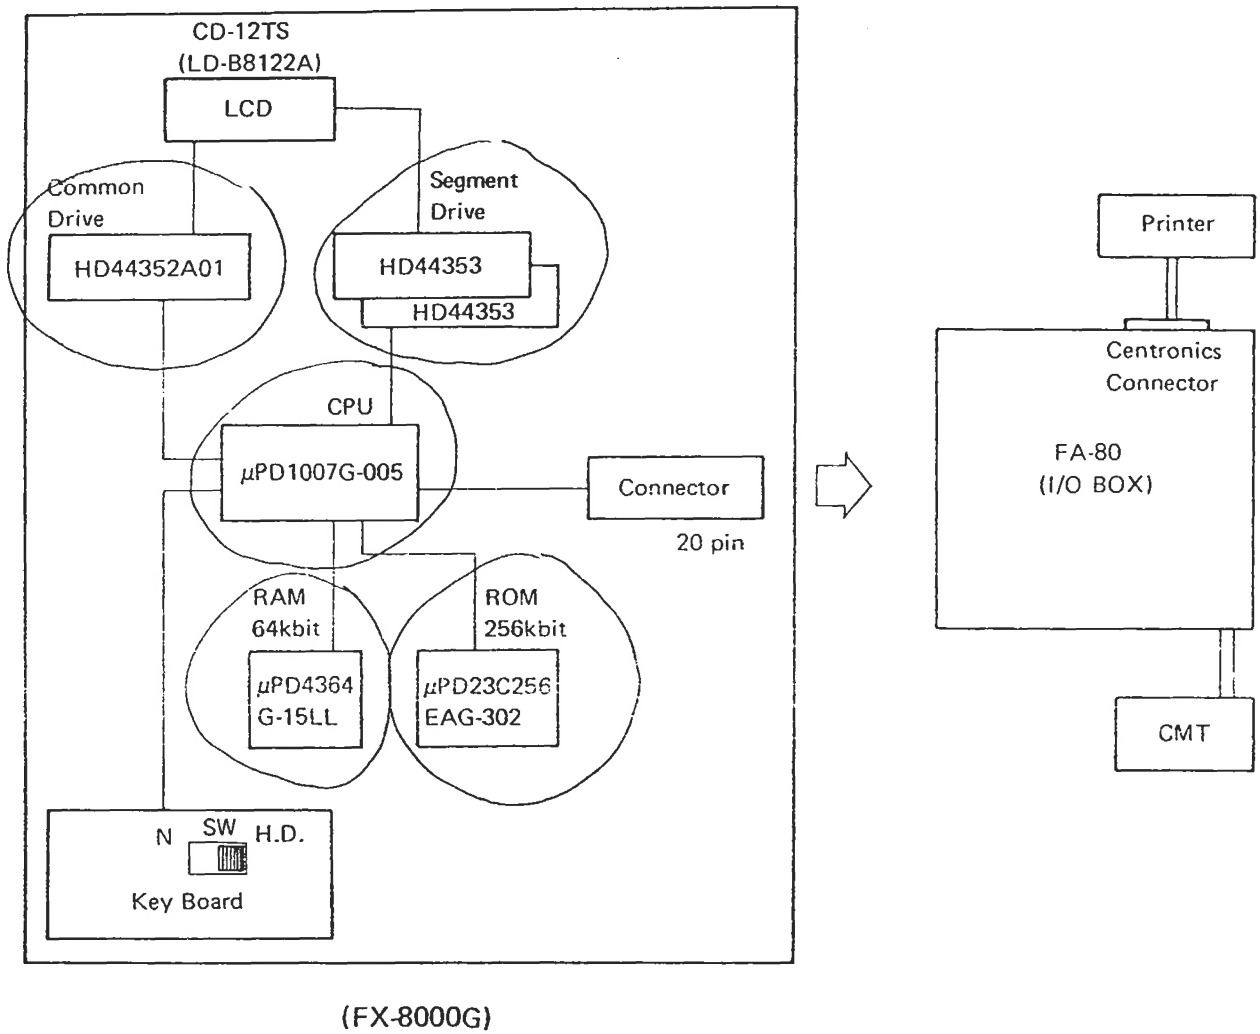 CD-12TS
(LD-B8122A)
LCD
Common
Drive
HD44352A01
Segment
Drive
HD44353
HD44353
CPU
μPD1007G-005
Connector
20 pin
RAM
64kbit
μPD4364
G-15LL
ROM
256kbit
μPD23C256
EAG-302
N SW H.D.
Key Board
(FX-8000G)
Printer
Centronics
Connector
FA-80
(I/O BOX)
CMT